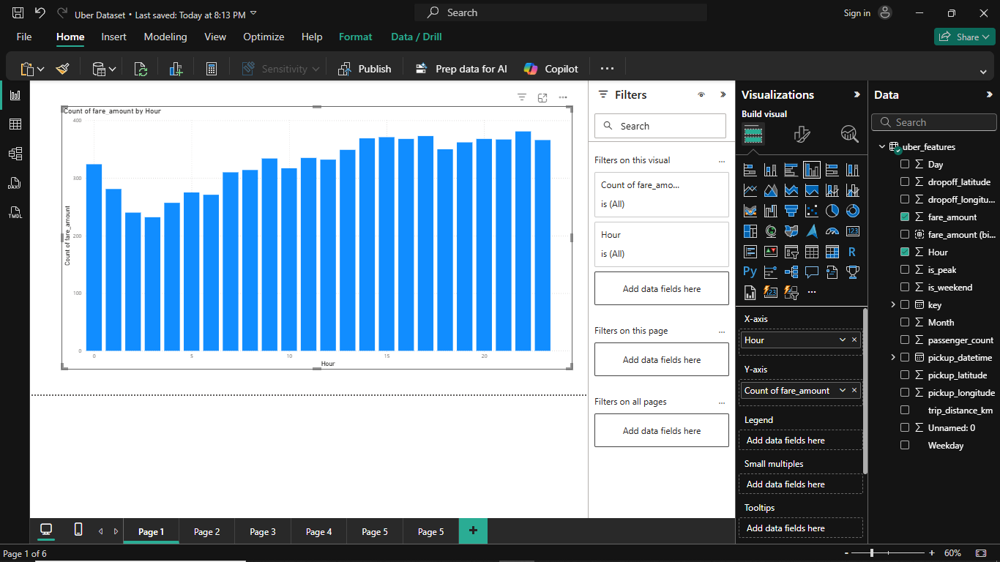 Uber Dataset • Last saved: Today at 8:13 PM
Search
Sign in
File
Home
Insert
Modeling
View
Optimize
Help
Format
Data / Drill
Share
Sensitivity
Publish
Prep data for AI
Copilot
Count of fare_amount by Hour
400
300
200
100
0
Count of fare_amount
0
5
10
15
20
Hour
DAX
TMDL
Filters
Search
Filters on this visual
Count of fare_amo...
is (All)
Hour
is (All)
Add data fields here
Filters on this page
Add data fields here
Filters on all pages
Add data fields here
Visualizations
Build visual
123
R
Py
123
X-axis
Hour
Y-axis
Count of fare_amount
Legend
Add data fields here
Small multiples
Add data fields here
Tooltips
Add data fields here
Data
Search
uber_features
Day
dropoff_latitude
dropoff_longitu...
fare_amount
fare_amount (bi...
Hour
is_peak
is_weekend
key
Month
passenger_count
pickup_datetime
pickup_latitude
pickup_longitude
trip_distance_km
Unnamed: 0
Weekday
Page 1
Page 2
Page 3
Page 4
Page 5
Page 5
Page 1 of 6
60%